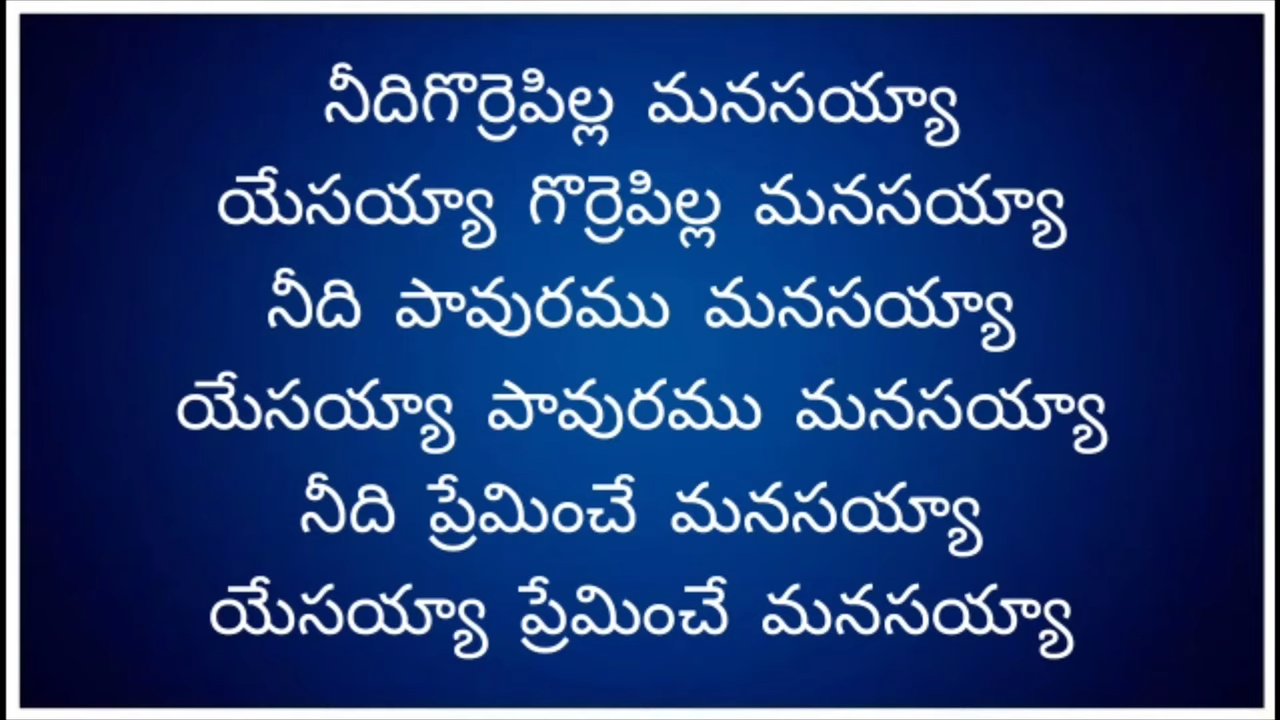 నీదిగొర్రెపిల్ల మనసయ్యా
యేసయ్యా గొర్రెపిల్ల మనసయ్యా
నీది పావురము మనసయ్యా
యేసయ్యా పావురము మనసయ్యా
నీది ప్రేమించే మనసయ్యా
యేసయ్యా ప్రేమించే మనసయ్యా